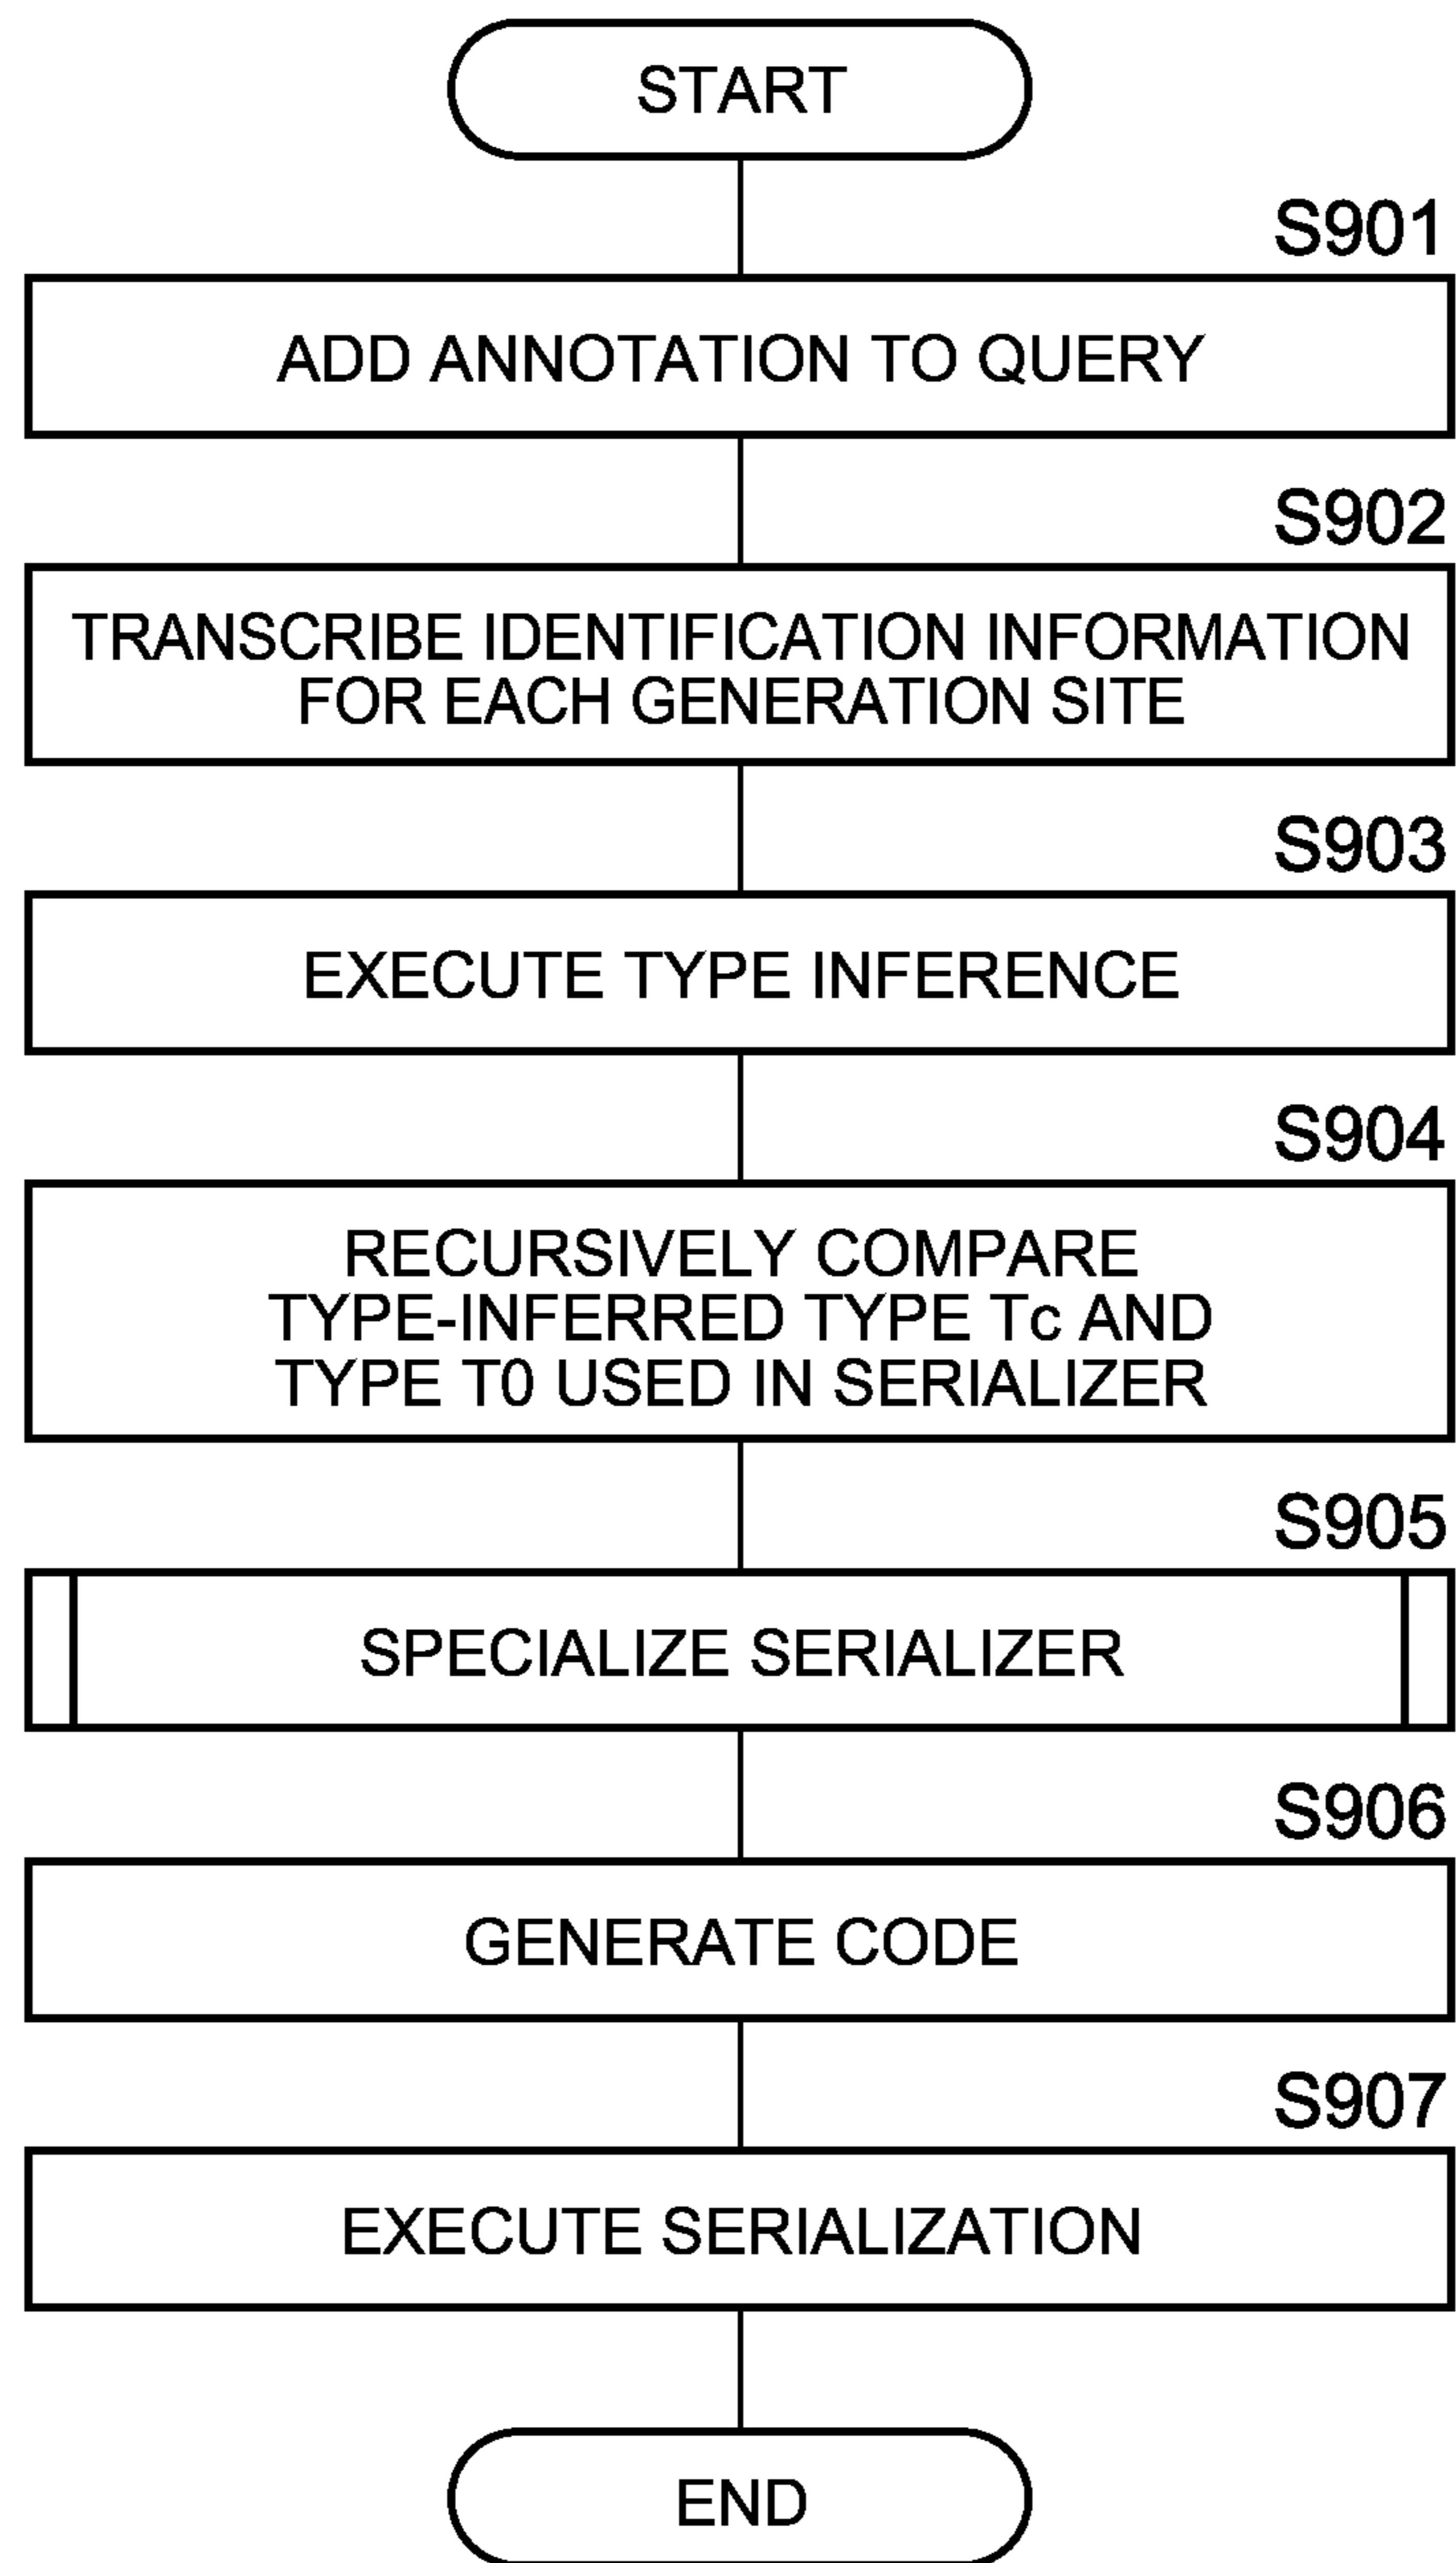 START
S901
ADD ANNOTATION TO QUERY
S902
TRANSCRIBE IDENTIFICATION INFORMATION
FOR EACH GENERATION SITE
S903
EXECUTE TYPE INFERENCE
S904
RECURSIVELY COMPARE
TYPE-INFERRED TYPE Tc AND
TYPE T0 USED IN SERIALIZER
S905
SPECIALIZE SERIALIZER
S906
GENERATE CODE
S907
EXECUTE SERIALIZATION
END